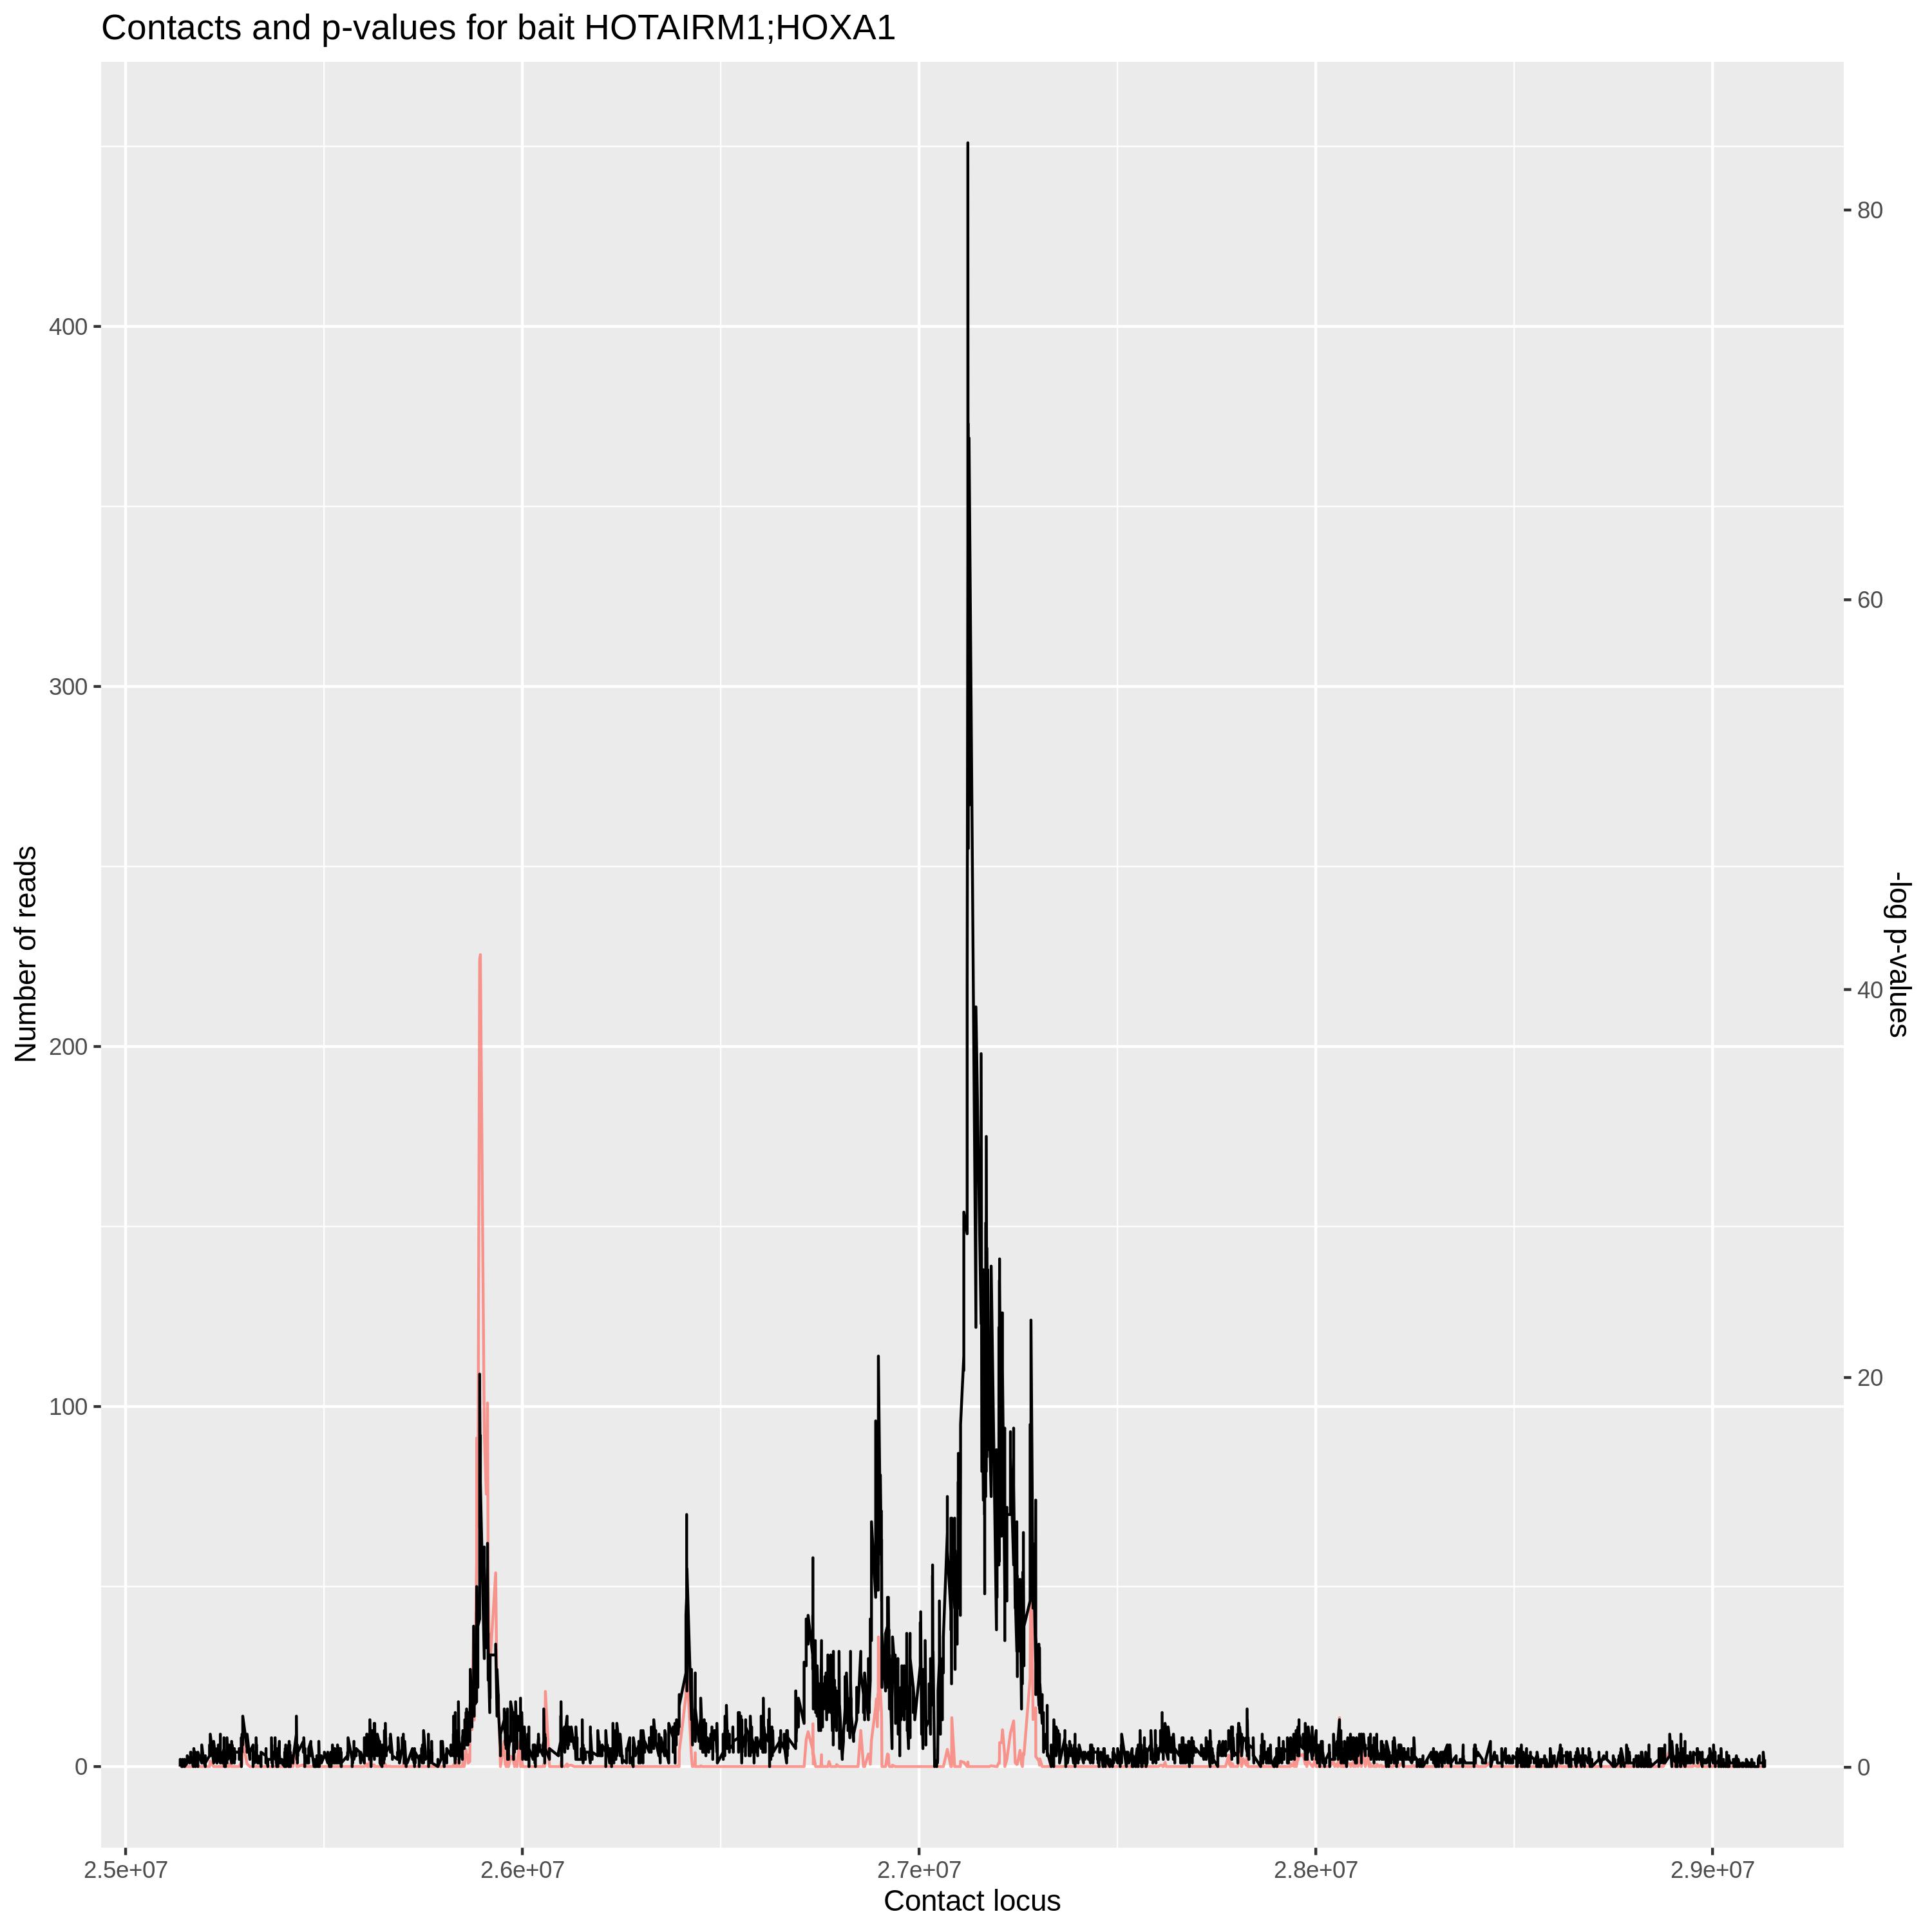 Contacts and p-values for bait HOTAIRM1;HOXA1
Number of reads
400
300
200
100
0
80
60
40
20
0
-log p-values
2.5e+07 2.6e+07 2.7e+07 2.8e+07 2.9e+07
Contact locus